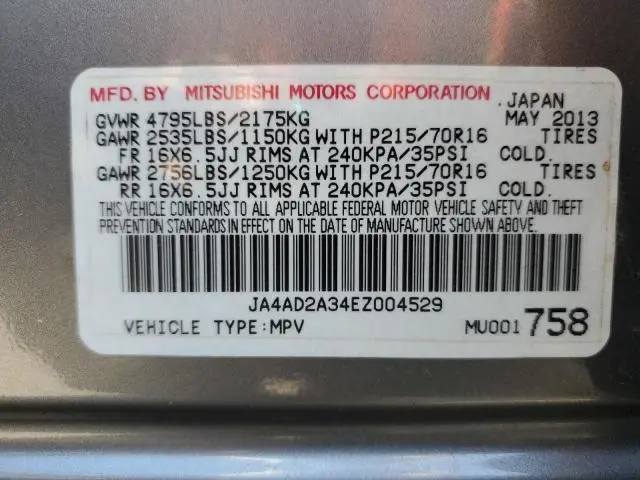 MFD. BY MITSUBISHI MOTORS CORPORATION, JAPAN
GVWR 4795LBS/2175KG MAY 2013
GAWR 2535LBS/1150KG WITH P215/70R16 TIRES
FR 16X6.5JJ RIMS AT 240KPA/35PSI COLD.
GAWR 2756LBS/1250KG WITH P215/70R16 TIRES
RR 16X6.5JJ RIMS AT 240KPA/35PSI COLD.
THIS VEHICLE CONFORMS TO ALL APPLICABLE FEDERAL MOTOR VEHICLE SAFETY AND THEFT
PREVENTION STANDARDS IN EFFECT ON THE DATE OF MANUFACTURE SHOWN ABOVE.
JA4AD2A34EZ004529
VEHICLE TYPE:MPV MU001758